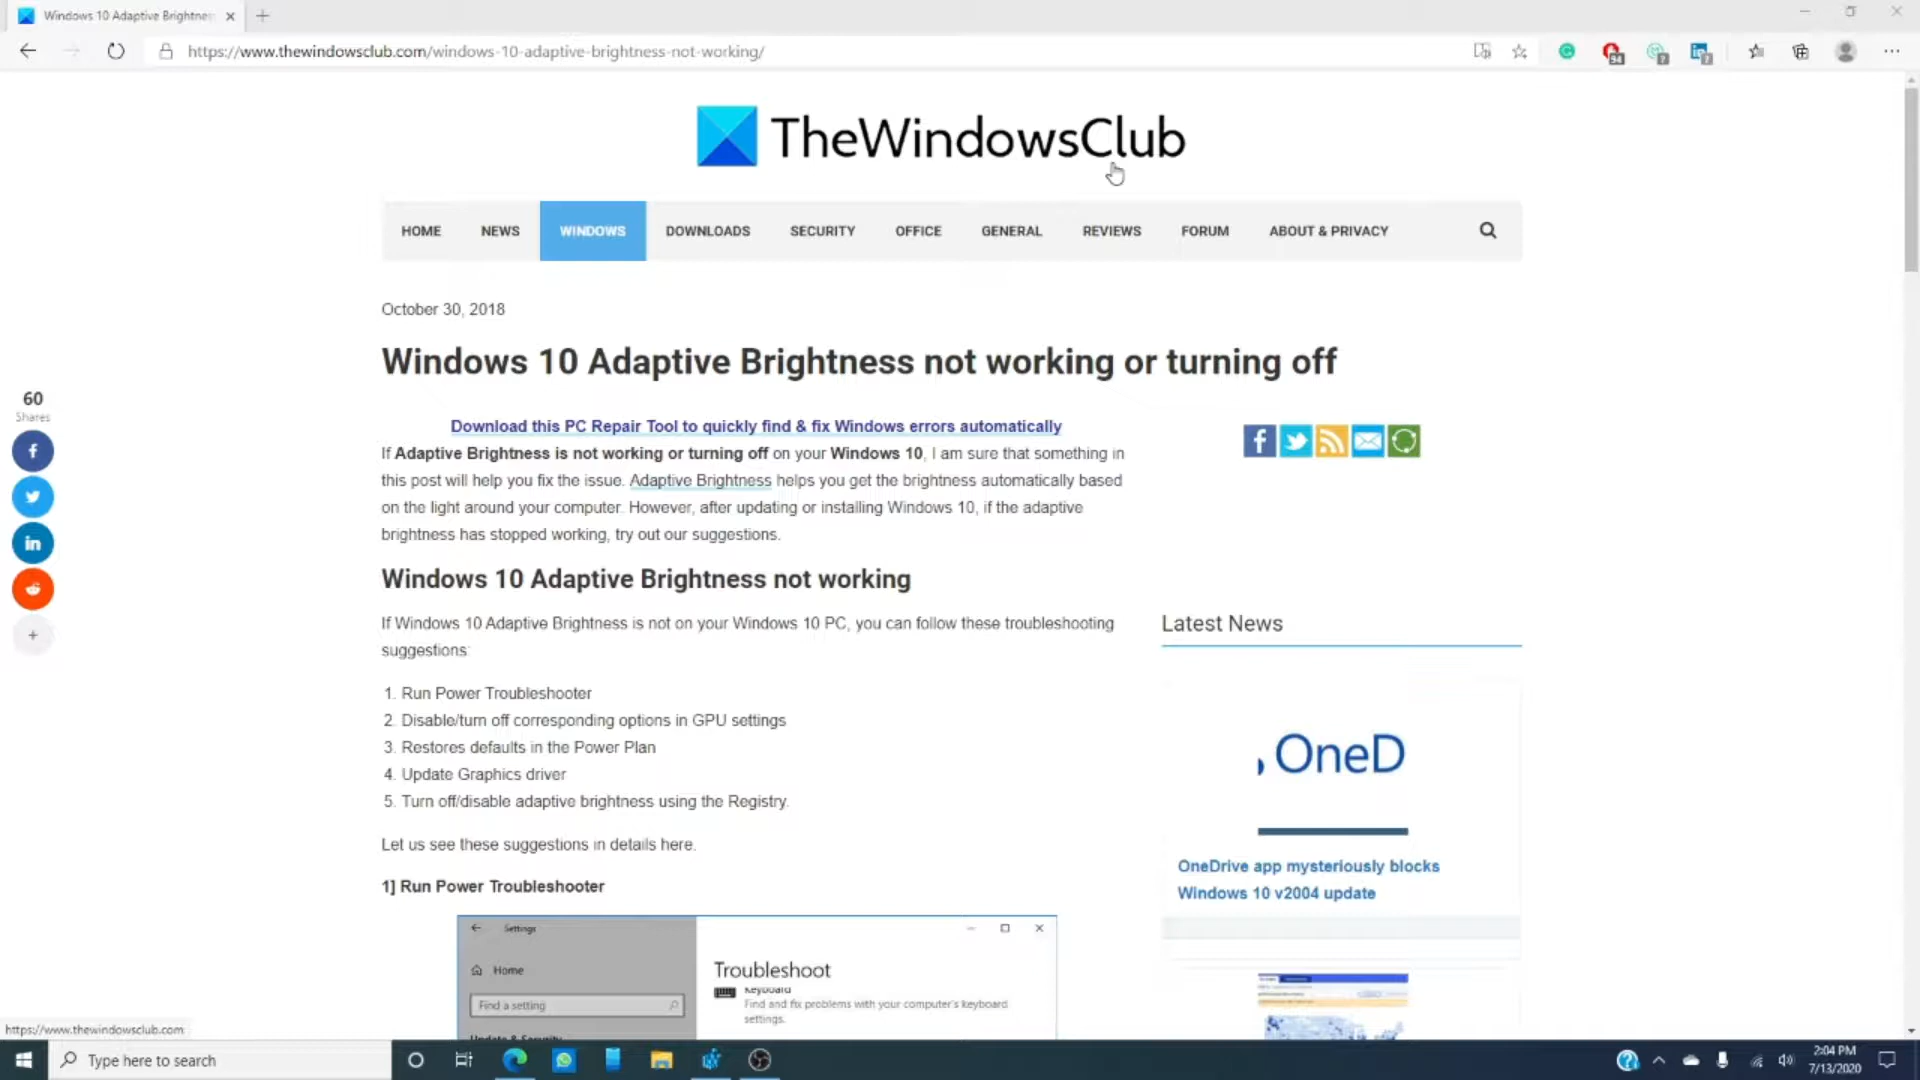 Windows 10 Adaptive Brightne
https://www.thewindowsclub.com/windows-10-adaptive-brightness-not-working/
94
?
7
TheWindowsClub
HOME NEWS WINDOWS DOWNLOADS SECURITY OFFICE GENERAL REVIEWS FORUM ABOUT & PRIVACY
October 30, 2018
Windows 10 Adaptive Brightness not working or turning off
60
Shares
Download this PC Repair Tool to quickly find & fix Windows errors automatically
If Adaptive Brightness is not working or turning off on your Windows 10, I am sure that something in
this post will help you fix the issue. Adaptive Brightness helps you get the brightness automatically based
on the light around your computer. However, after updating or installing Windows 10, if the adaptive
brightness has stopped working, try out our suggestions.
Windows 10 Adaptive Brightness not working
If Windows 10 Adaptive Brightness is not on your Windows 10 PC, you can follow these troubleshooting
suggestions:
1. Run Power Troubleshooter
2. Disable/turn off corresponding options in GPU settings
3. Restores defaults in the Power Plan
4. Update Graphics driver
5. Turn off/disable adaptive brightness using the Registry.
Let us see these suggestions in details here.
1] Run Power Troubleshooter
Settings
Home
Find a setting
Update & Security
Troubleshoot
Keyboard
Find and fix problems with your computer's keyboard
settings.
Latest News
OneD
OneDrive app mysteriously blocks
Windows 10 v2004 update
https://www.thewindowsclub.com
Type here to search
2:04 PM
7/13/2020